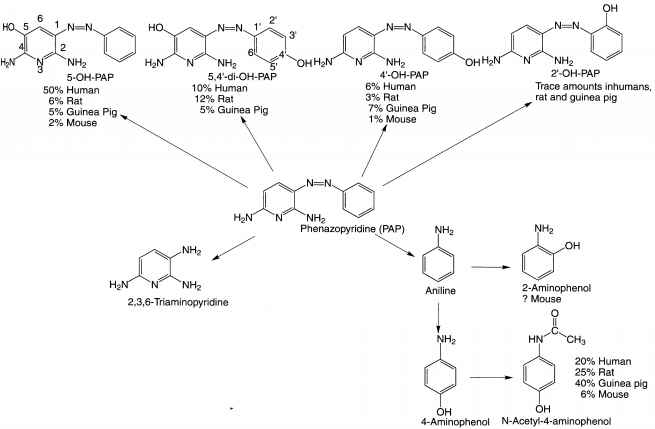 HO 6 1 N=N
5
4 2
H₂N N NH₂
3
5-OH-PAP
50% Human
6% Rat
5% Guinea Pig
2% Mouse
HO N=N
1' 2'
3'
6' 4' OH
5'
H₂N N NH₂
5,4'-di-OH-PAP
10% Human
12% Rat
5% Guinea Pig
N=N
H₂N N NH₂ OH
4'-OH-PAP
6% Human
3% Rat
7% Guinea Pig
1% Mouse
OH
N=N
H₂N N NH₂
2'-OH-PAP
Trace amounts inhumans,
rat and guinea pig
N=N
NH₂ N NH₂
Phenazopyridine (PAP)
NH₂
H₂N N NH₂
2,3,6-Triaminopyridine
NH₂
Aniline
NH₂
OH
2-Aminophenol
? Mouse
NH₂
OH
4-Aminophenol
O
HN C CH₃
OH
N-Acetyl-4-aminophenol
20% Human
25% Rat
40% Guinea pig
6% Mouse